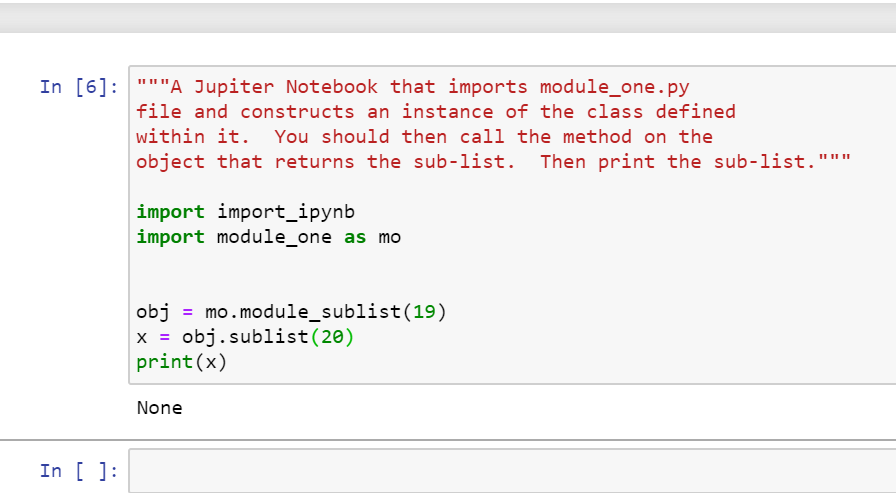 In [6]: """A Jupiter Notebook that imports module_one.py
file and constructs an instance of the class defined
within it.  You should then call the method on the
object that returns the sub-list.  Then print the sub-list."""
import import_ipynb
import module_one as mo
obj = mo.module_sublist(19)
x = obj.sublist(20)
print(x)
None
In [ ]: